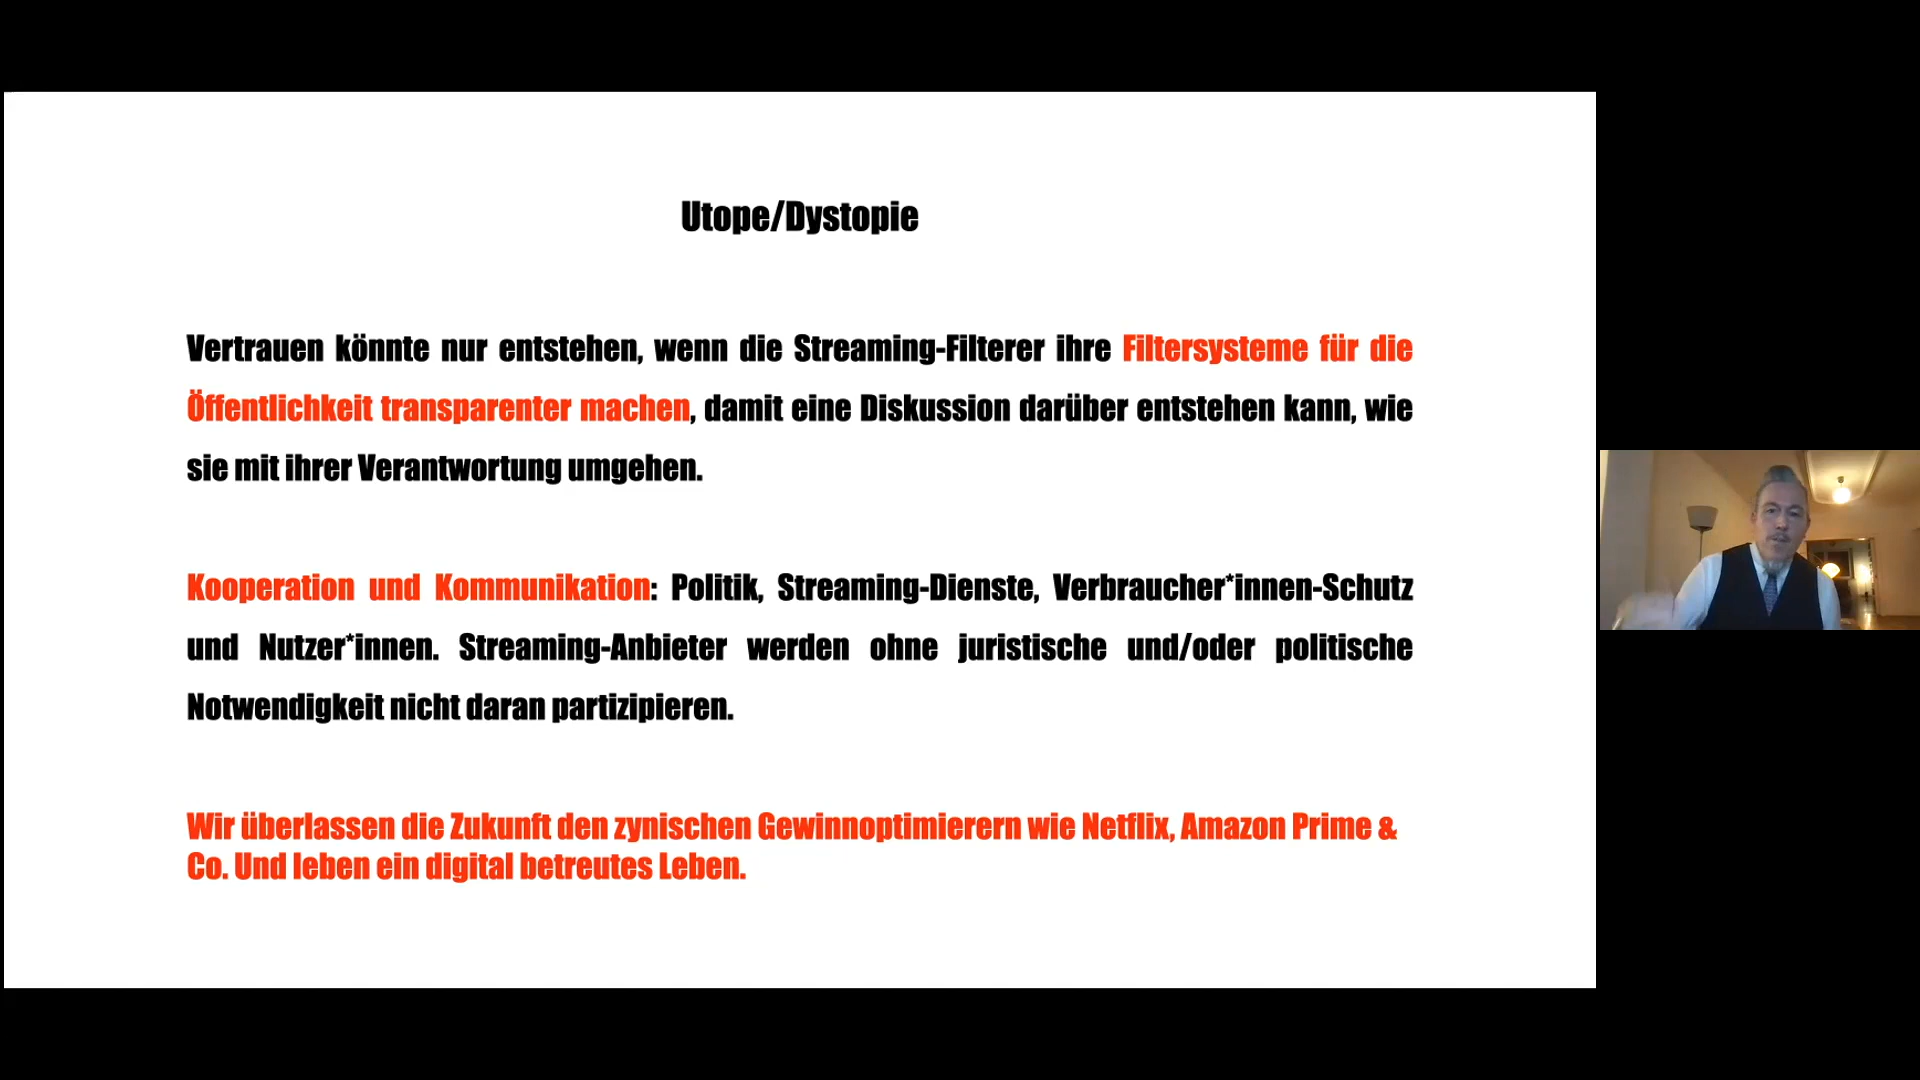 Utope/Dystopie
Vertrauen könnte nur entstehen, wenn die Streaming-Filterer ihre Filtersysteme für die
Öffentlichkeit transparenter machen, damit eine Diskussion darüber entstehen kann, wie
sie mit ihrer Verantwortung umgehen.
Kooperation und Kommunikation: Politik, Streaming-Dienste, Verbraucher*innen-Schutz
und Nutzer*innen. Streaming-Anbieter werden ohne juristische und/oder politische
Notwendigkeit nicht daran partizipieren.
Wir überlassen die Zukunft den zynischen Gewinnoptimierern wie Netflix, Amazon Prime &
Co. Und leben ein digital betreutes Leben.